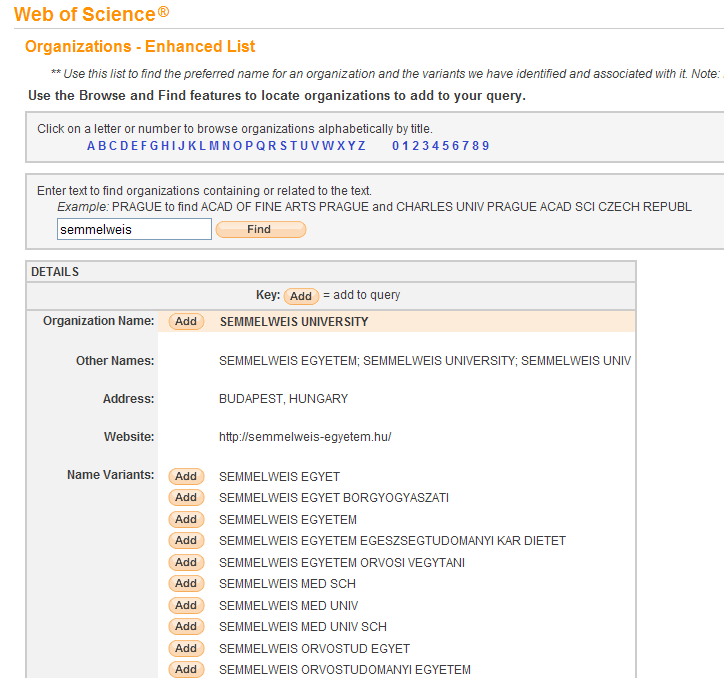 Web of Science®
Organizations - Enhanced List
** Use this list to find the preferred name for an organization and the variants we have identified and associated with it. Note:
Use the Browse and Find features to locate organizations to add to your query.
Click on a letter or number to browse organizations alphabetically by title.
A B C D E F G H I J K L M N O P Q R S T U V W X Y Z 0 1 2 3 4 5 6 7 8 9
Enter text to find organizations containing or related to the text.
Example: PRAGUE to find ACAD OF FINE ARTS PRAGUE and CHARLES UNIV PRAGUE ACAD SCI CZECH REPUBL
semmelweis Find
DETAILS
Key: Add = add to query
Organization Name: Add SEMMELWEIS UNIVERSITY
Other Names: SEMMELWEIS EGYETEM; SEMMELWEIS UNIVERSITY; SEMMELWEIS UNIV
Address: BUDAPEST, HUNGARY
Website: http://semmelweis-egyetem.hu/
Name Variants: Add SEMMELWEIS EGYET
Add SEMMELWEIS EGYET BORGYOGYASZATI
Add SEMMELWEIS EGYETEM
Add SEMMELWEIS EGYETEM EGESZSEGTUDOMANYI KAR DIETET
Add SEMMELWEIS EGYETEM ORVOSI VEGYTANI
Add SEMMELWEIS MED SCH
Add SEMMELWEIS MED UNIV
Add SEMMELWEIS MED UNIV SCH
Add SEMMELWEIS ORVOSTUD EGYET
Add SEMMELWEIS ORVOSTUDOMANYI EGYETEM